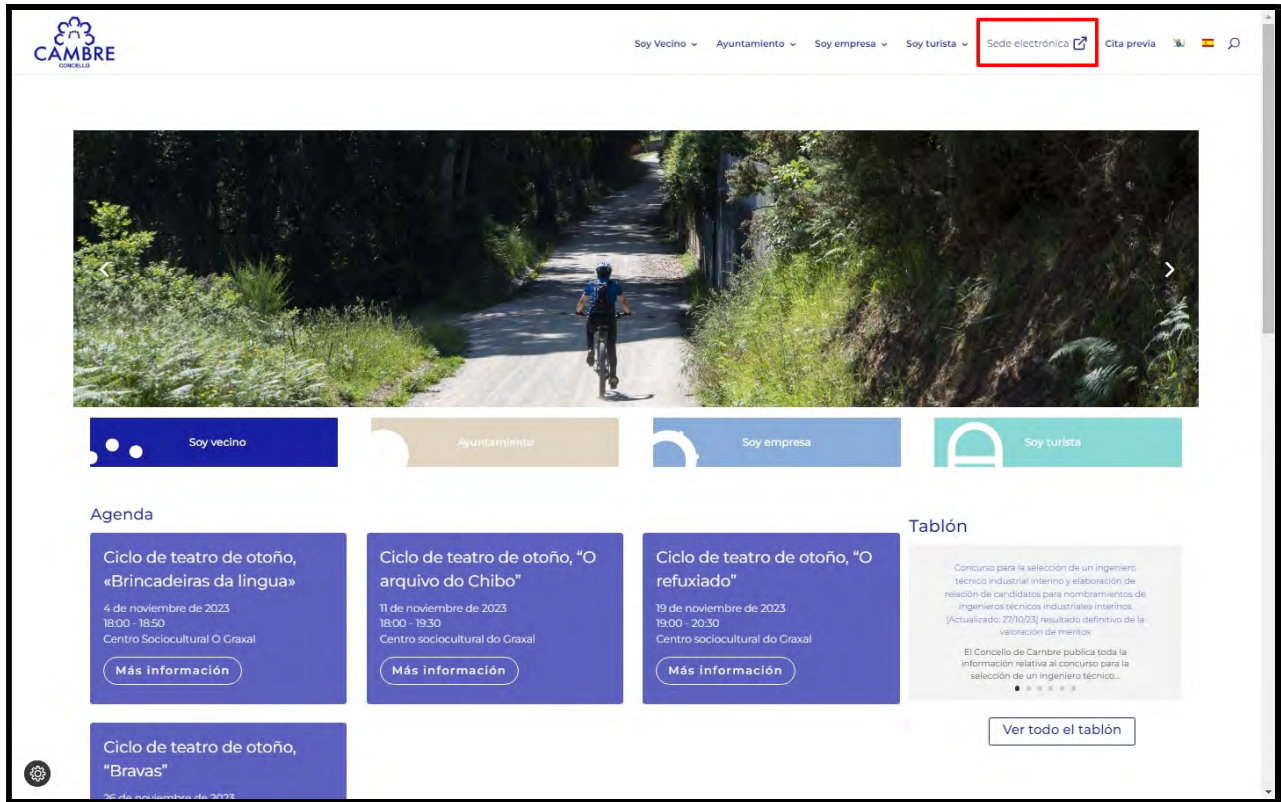 CAMBRE
CONCELLO
Soy Vecino
Ayuntamiento
Soy empresa
Soy turista
Sede electrónica
Cita previa
Soy vecino
Ayuntamiento
Soy empresa
Soy turista
Agenda
Ciclo de teatro de otoño,
«Brincadeiras da lingua»
4 de noviembre de 2023
18:00 - 18:50
Centro Sociocultural O Graxal
Más información
Ciclo de teatro de otoño, “O
arquivo do Chibo”
11 de noviembre de 2023
18:00 - 19:30
Centro sociocultural do Graxal
Más información
Ciclo de teatro de otoño, “O
refuxiado”
19 de noviembre de 2023
19:00 - 20:30
Centro sociocultural do Graxal
Más información
Ciclo de teatro de otoño,
“Bravas”
26 de noviembre de 2023
Tablón
Concurso para la selección de un ingeniero
técnico industrial interino y elaboración de
relación de candidatos para nombramientos de
ingenieros técnicos industriales interinos
[Actualizado: 27/10/23] resultado definitivo de la
valoración de meritos
El Concello de Cambre publica toda la
información relativa al concurso para la
selección de un ingeniero técnico...
Ver todo el tablón